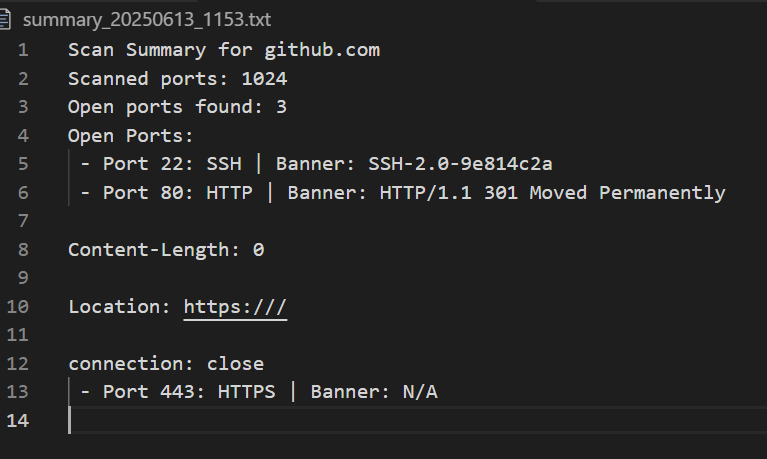 summary_20250613_1153.txt
1 Scan Summary for github.com
2 Scanned ports: 1024
3 Open ports found: 3
4 Open Ports:
5 - Port 22: SSH | Banner: SSH-2.0-9e814c2a
6 - Port 80: HTTP | Banner: HTTP/1.1 301 Moved Permanently
7
8 Content-Length: 0
9
10 Location: https:///
11
12 connection: close
13 - Port 443: HTTPS | Banner: N/A
14